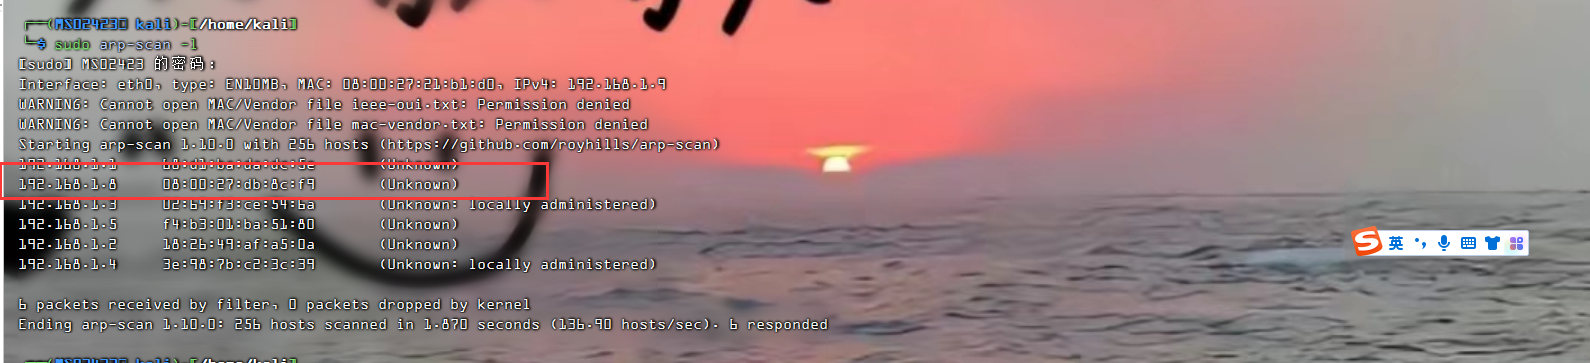 ┌──(MS02423㉿kali)-[/home/kali]
└─$ sudo arp-scan -l
[sudo] MS02423 的密码：
Interface: eth0, type: EN10MB, MAC: 08:00:27:21:b1:d0, IPv4: 192.168.1.9
WARNING: Cannot open MAC/Vendor file ieee-oui.txt: Permission denied
WARNING: Cannot open MAC/Vendor file mac-vendor.txt: Permission denied
Starting arp-scan 1.10.0 with 256 hosts (https://github.com/royhills/arp-scan)
192.168.1.1 (Unknown)
192.168.1.8 08:00:27:db:8c:f9 (Unknown)
192.168.1.3 02:69:f3:ce:54:6a (Unknown: locally administered)
192.168.1.5 f4:b3:01:ba:51:80 (Unknown)
192.168.1.2 18:26:49:af:a5:0a (Unknown)
192.168.1.4 3e:98:7b:c2:3c:39 (Unknown: locally administered)
6 packets received by filter, 0 packets dropped by kernel
Ending arp-scan 1.10.0: 256 hosts scanned in 1.870 seconds (136.90 hosts/sec). 6 responded
英